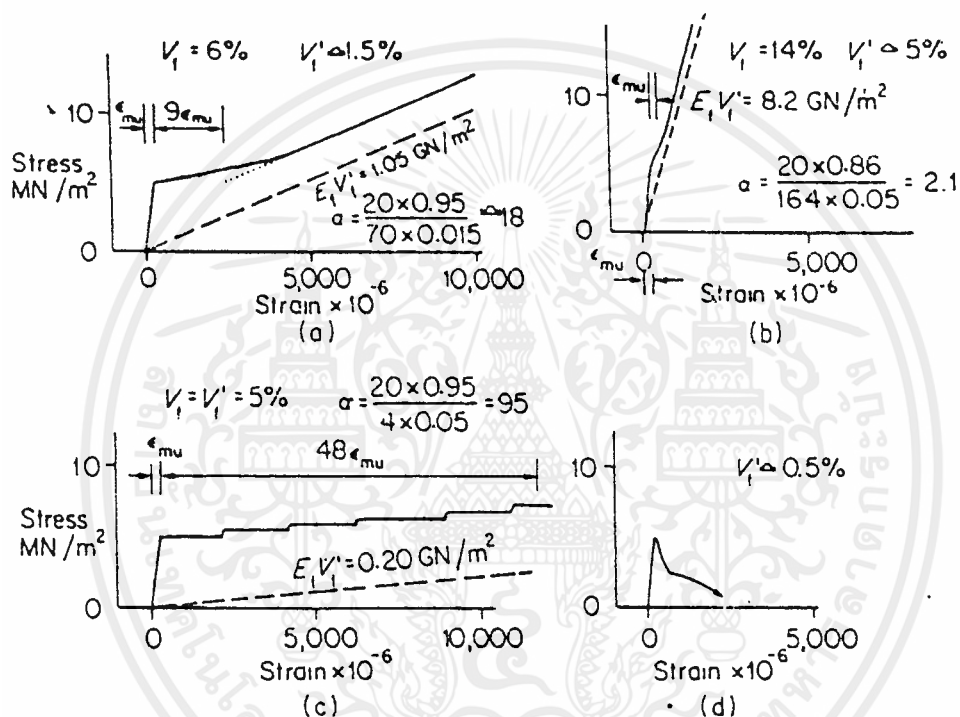 V_f = 6% V_f' ≏ 1.5%
ϵ_mu 9ϵ_mu
10
Stress
MN/m²
E_f V_f' = 1.05 GN/m²
α = 20 × 0.95 / 70 × 0.015 ≏ 18
0
0 5,000 10,000
Strain × 10⁻⁶
(a)
V_f = 14% V_f' ≏ 5%
ϵ_mu
10
E_f V_f' = 8.2 GN/m²
α = 20 × 0.86 / 164 × 0.05 = 2.1
0
0 5,000
ϵ_mu
Strain × 10⁻⁶
(b)
V_f = V_f' = 5% α = 20 × 0.95 / 4 × 0.05 = 95
ϵ_mu 48ϵ_mu
10
Stress
MN/m²
E_f V_f' = 0.20 GN/m²
0
0 5,000 10,000
Strain × 10⁻⁶
(c)
V_f' ≏ 0.5%
10
0
0 5,000
Strain × 10⁻⁶
(d)